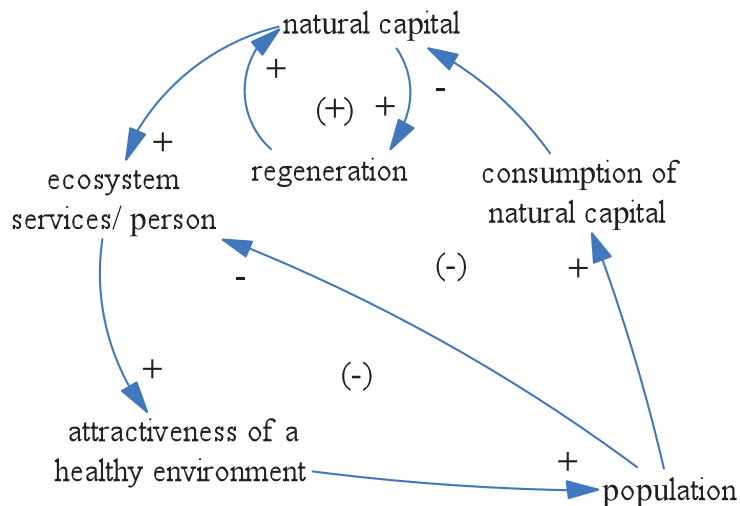 natural capital
+
(+)
+
-
+
regeneration
ecosystem
services/ person
consumption of
natural capital
(-)
+
-
+
(-)
attractiveness of a
healthy environment
+
population